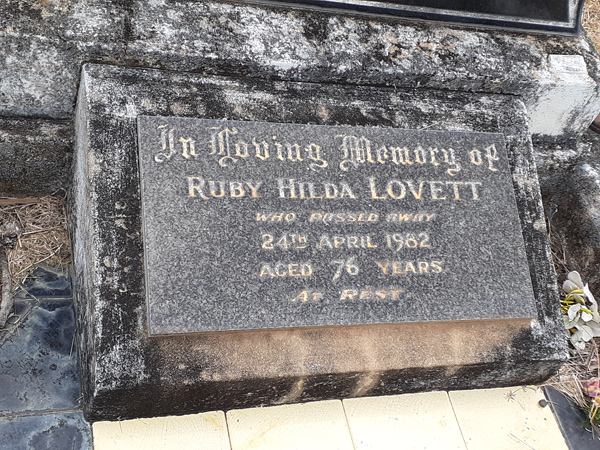 In Loving Memory of
RUBY HILDA LOVETT
WHO PASSED AWAY
24TH APRIL 1962
AGED 76 YEARS
AT REST